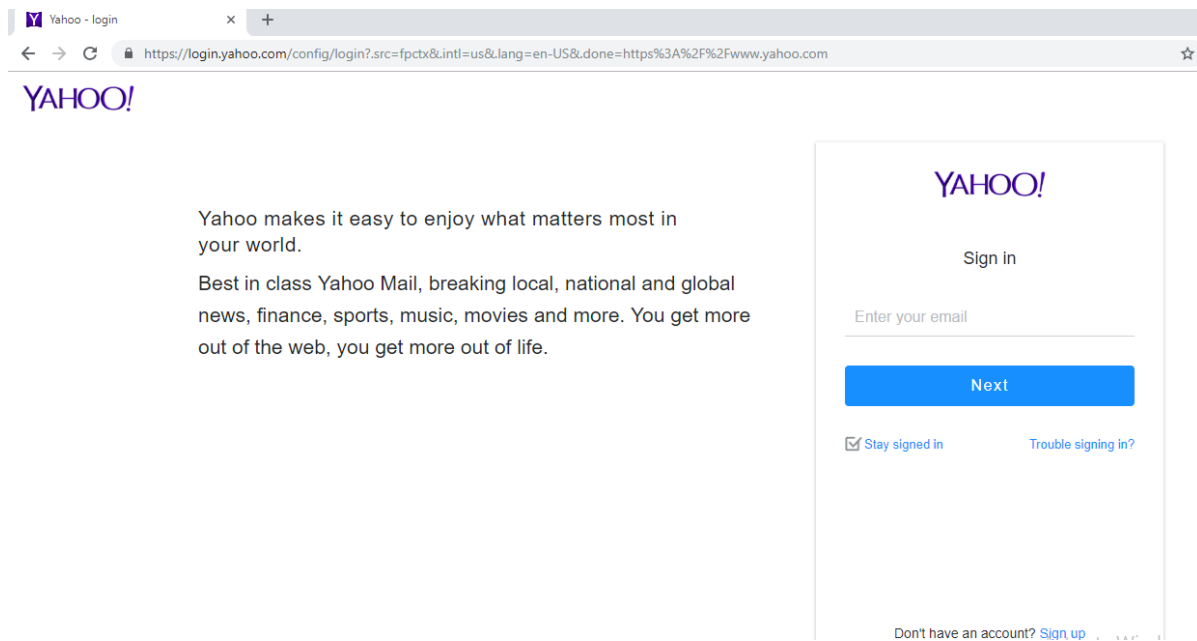 Yahoo - login
https://login.yahoo.com/config/login?.src=fpctx&.intl=us&.lang=en-US&.done=https%3A%2F%2Fwww.yahoo.com
YAHOO!
YAHOO!
Yahoo makes it easy to enjoy what matters most in
your world.
Best in class Yahoo Mail, breaking local, national and global
news, finance, sports, music, movies and more. You get more
out of the web, you get more out of life.
Sign in
Enter your email
Next
Stay signed in
Trouble signing in?
Don't have an account? Sign up